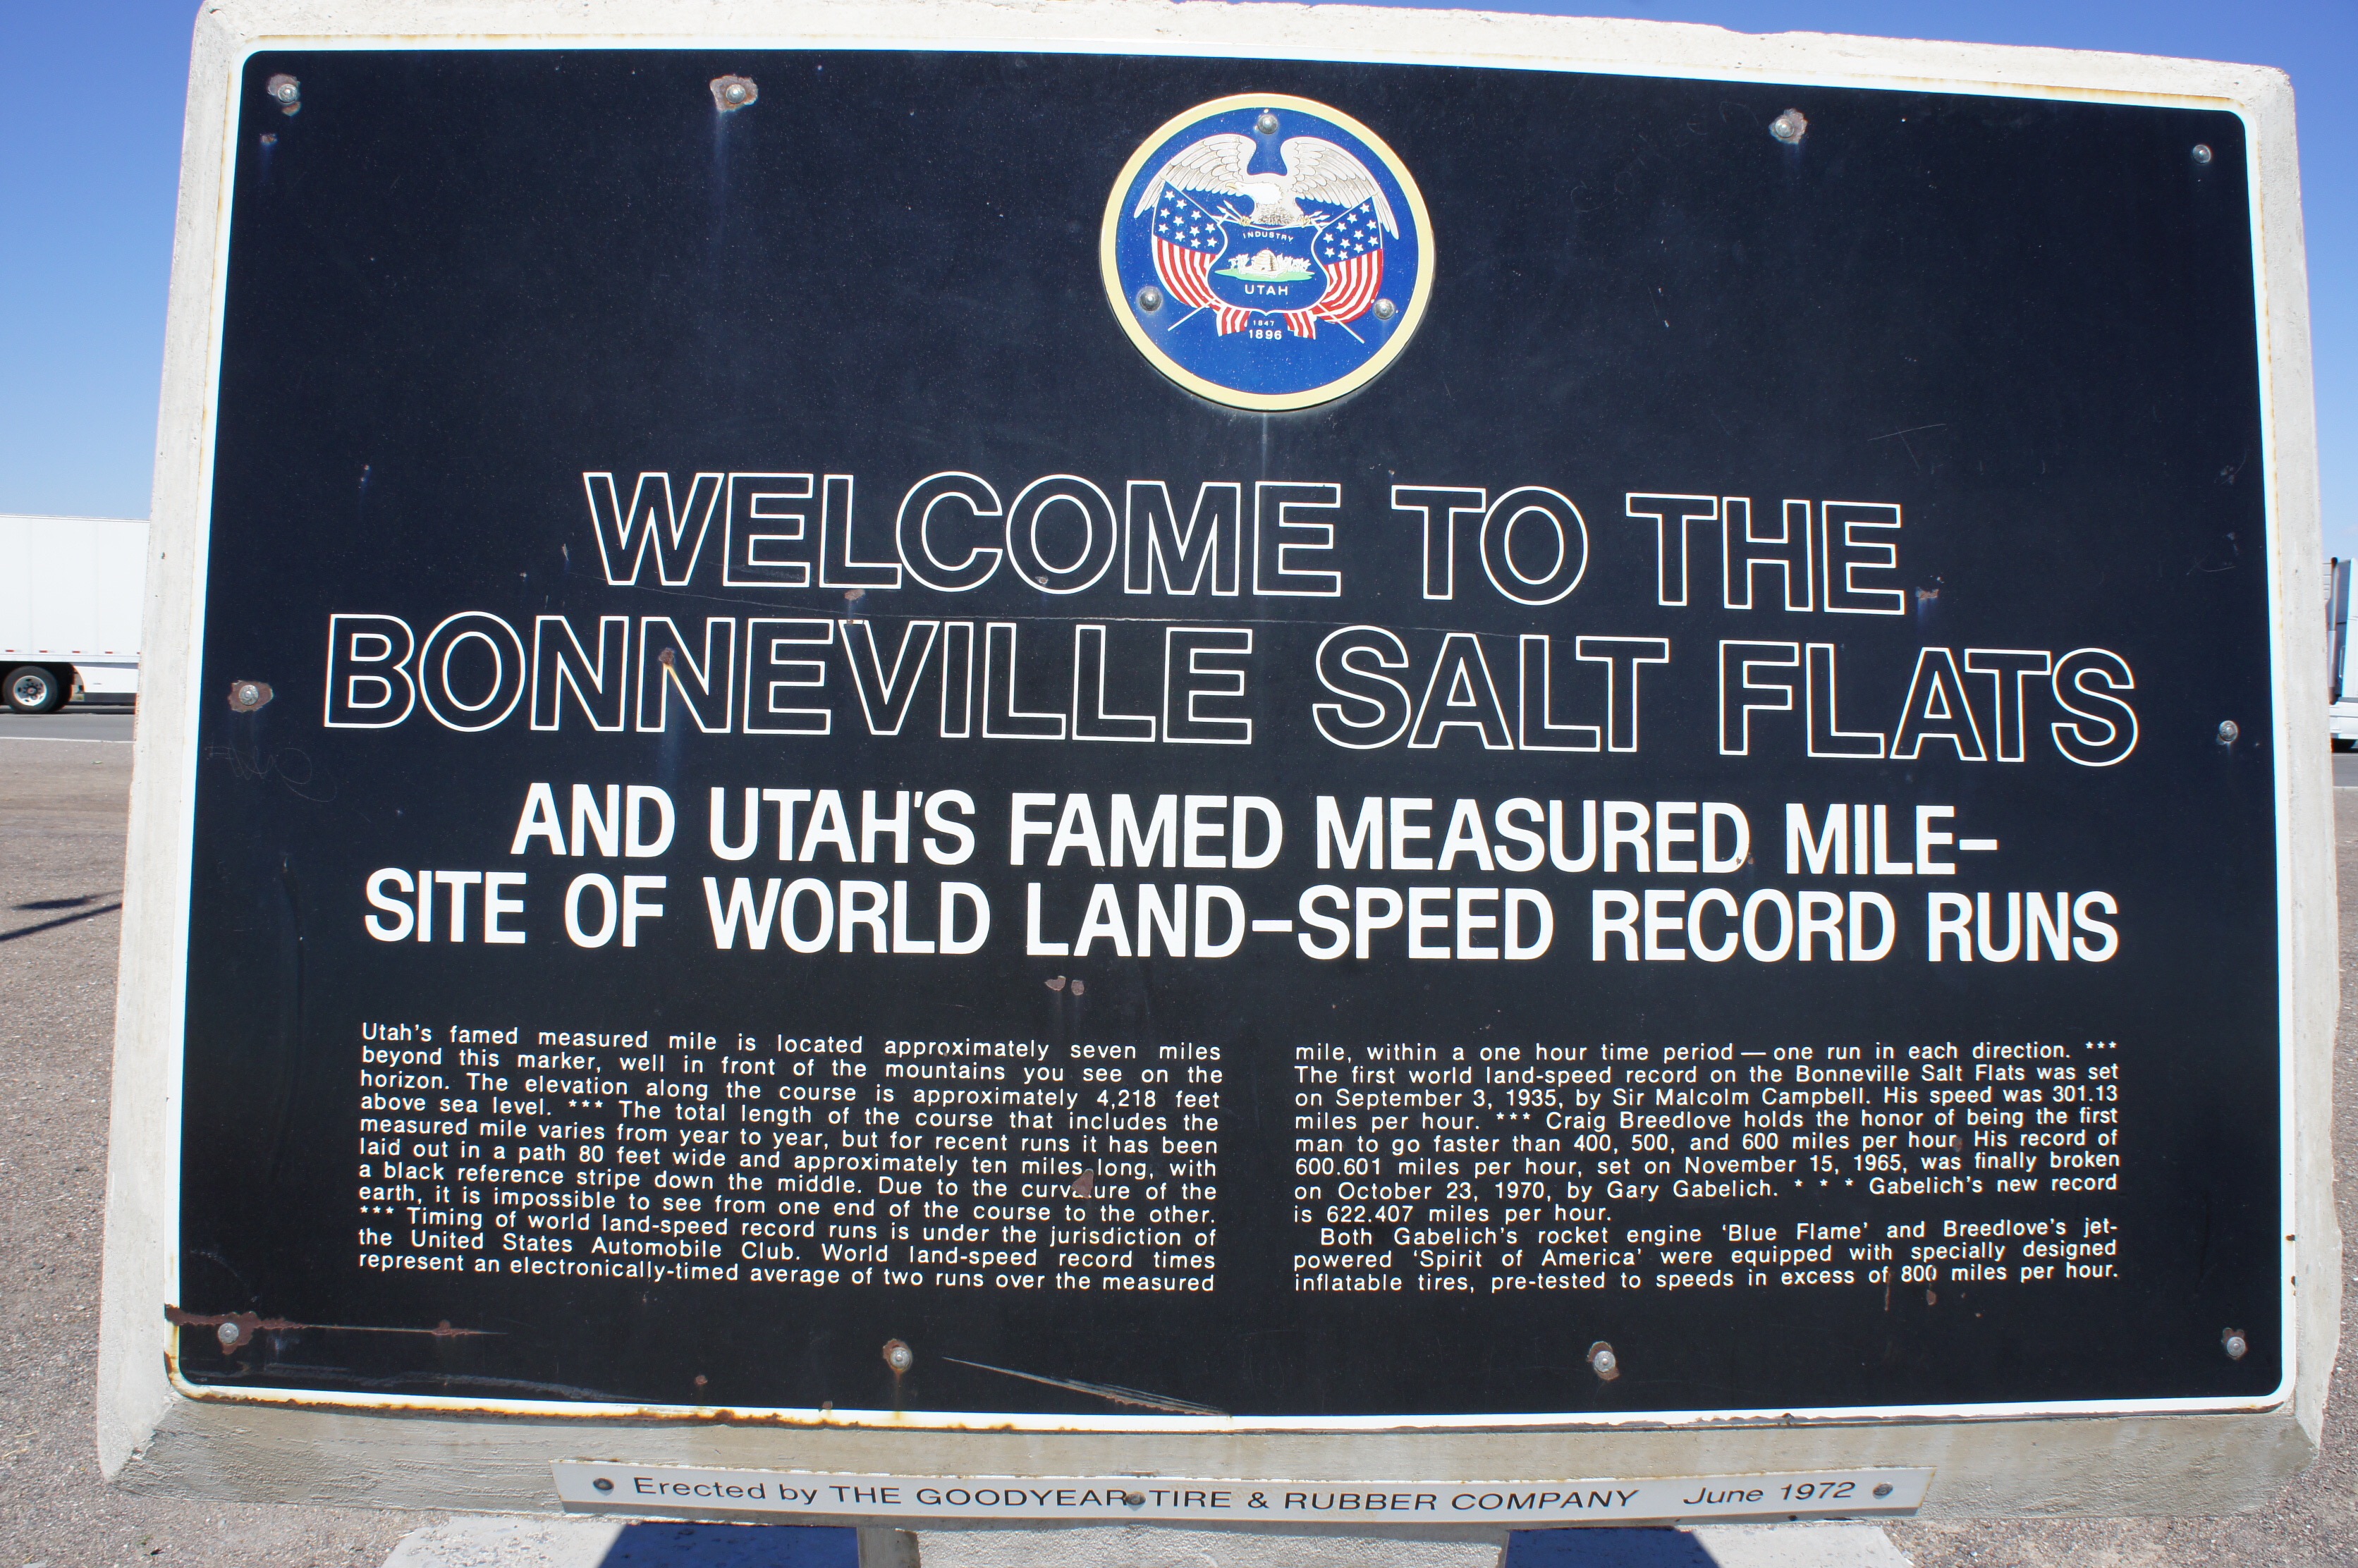 INDUSTRY
UTAH
1847
1896
WELCOME TO THE
BONNEVILLE SALT FLATS
AND UTAH'S FAMED MEASURED MILE-
SITE OF WORLD LAND-SPEED RECORD RUNS
Utah's famed measured mile is located approximately seven miles
beyond this marker, well in front of the mountains you see on the
horizon. The elevation along the course is approximately 4,218 feet
above sea level. *** The total length of the course that includes the
measured mile varies from year to year, but for recent runs it has been
laid out in a path 80 feet wide and approximately ten miles long, with
a black reference stripe down the middle. Due to the curvature of the
earth, it is impossible to see from one end of the course to the other.
*** Timing of world land-speed record runs is under the jurisdiction of
the United States Automobile Club. World land-speed record times
represent an electronically-timed average of two runs over the measured
mile, within a one hour time period — one run in each direction. ***
The first world land-speed record on the Bonneville Salt Flats was set
on September 3, 1935, by Sir Malcolm Campbell. His speed was 301.13
miles per hour. *** Craig Breedlove holds the honor of being the first
man to go faster than 400, 500, and 600 miles per hour. His record of
600.601 miles per hour, set on November 15, 1965, was finally broken
on October 23, 1970, by Gary Gabelich. * * * Gabelich's new record
is 622.407 miles per hour.
Both Gabelich's rocket engine 'Blue Flame' and Breedlove's jet-
powered 'Spirit of America' were equipped with specially designed
inflatable tires, pre-tested to speeds in excess of 800 miles per hour.
Erected by THE GOODYEAR TIRE & RUBBER COMPANY June 1972